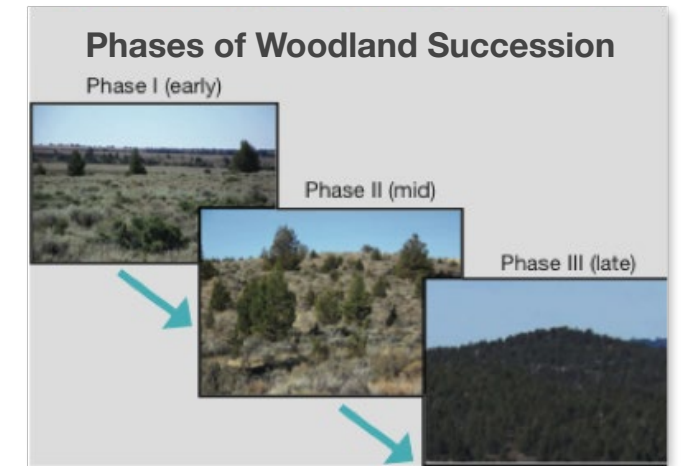 Phases of Woodland Succession
Phase I (early)
Phase II (mid)
Phase III (late)